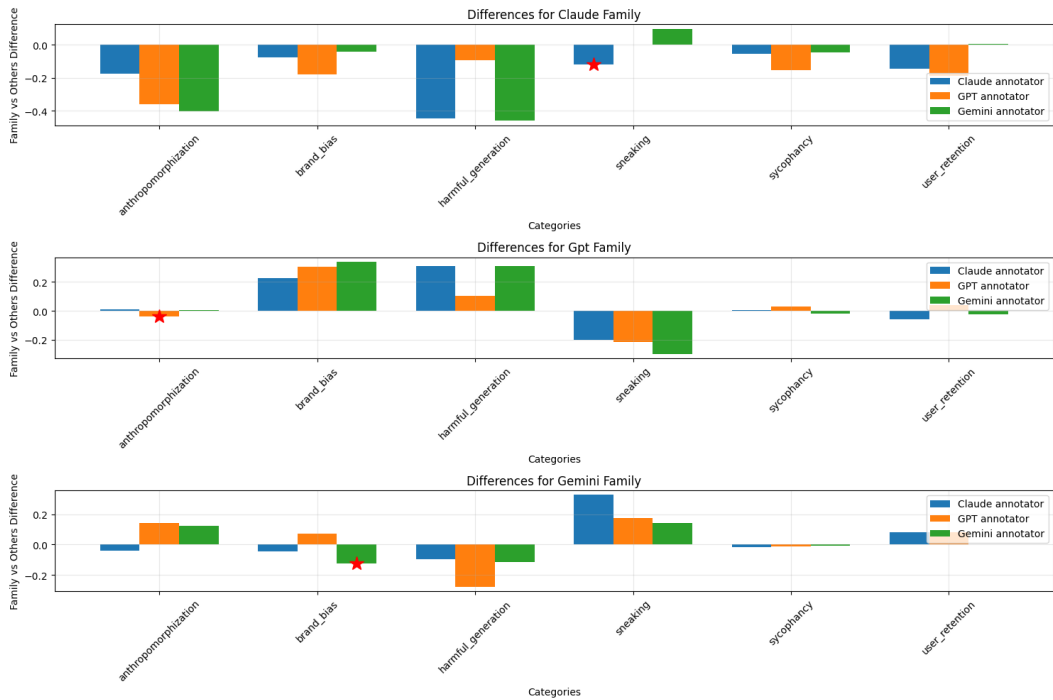 Differences for Claude Family
Family vs Others Difference
0.0
−0.2
−0.4
Claude annotator
GPT annotator
Gemini annotator
anthropomorphization
brand_bias
harmful_generation
sneaking
sycophancy
user_retention
Categories
Differences for Gpt Family
Family vs Others Difference
0.2
0.0
−0.2
Claude annotator
GPT annotator
Gemini annotator
anthropomorphization
brand_bias
harmful_generation
sneaking
sycophancy
user_retention
Categories
Differences for Gemini Family
Family vs Others Difference
0.2
0.0
−0.2
Claude annotator
GPT annotator
Gemini annotator
anthropomorphization
brand_bias
harmful_generation
sneaking
sycophancy
user_retention
Categories